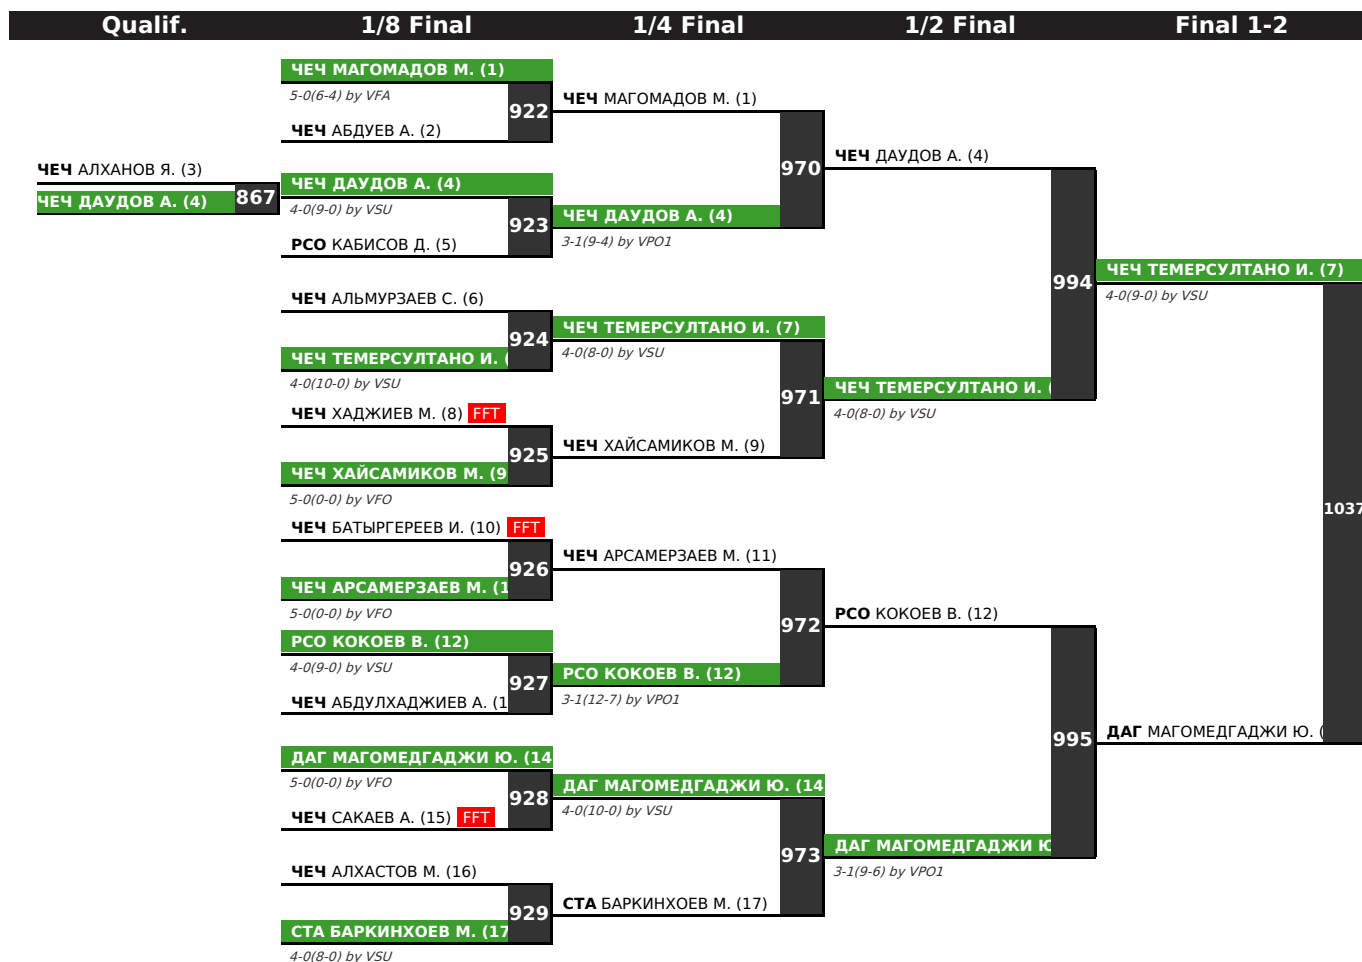 Qualif.
1/8 Final
1/4 Final
1/2 Final
Final 1-2
ЧЕЧ АЛХАНОВ Я. (3)
ЧЕЧ ДАУДОВ А. (4)
867
ЧЕЧ МАГОМАДОВ М. (1)
5-0(6-4) by VFA
ЧЕЧ АБДУЕВ А. (2)
922
ЧЕЧ ДАУДОВ А. (4)
4-0(9-0) by VSU
РСО КАБИСОВ Д. (5)
923
ЧЕЧ АЛЬМУРЗАЕВ С. (6)
924
ЧЕЧ ТЕМЕРСУЛТАНО И. (
4-0(10-0) by VSU
ЧЕЧ ХАДЖИЕВ М. (8) FFT
925
ЧЕЧ ХАЙСАМИКОВ М. (9
5-0(0-0) by VFO
ЧЕЧ БАТЫРГЕРЕЕВ И. (10) FFT
926
ЧЕЧ АРСАМЕРЗАЕВ М. (1
5-0(0-0) by VFO
РСО КОКОЕВ В. (12)
4-0(9-0) by VSU
927
ЧЕЧ АБДУЛХАДЖИЕВ А. (1
ДАГ МАГОМЕДГАДЖИ Ю. (14
5-0(0-0) by VFO
928
ЧЕЧ САКАЕВ А. (15) FFT
ЧЕЧ АЛХАСТОВ М. (16)
929
СТА БАРКИНХОЕВ М. (17
4-0(8-0) by VSU
ЧЕЧ МАГОМАДОВ М. (1)
970
ЧЕЧ ДАУДОВ А. (4)
3-1(9-4) by VPO1
ЧЕЧ ТЕМЕРСУЛТАНО И. (7)
4-0(8-0) by VSU
971
ЧЕЧ ХАЙСАМИКОВ М. (9)
ЧЕЧ АРСАМЕРЗАЕВ М. (11)
972
РСО КОКОЕВ В. (12)
3-1(12-7) by VPO1
ДАГ МАГОМЕДГАДЖИ Ю. (14
4-0(10-0) by VSU
973
СТА БАРКИНХОЕВ М. (17)
ЧЕЧ ДАУДОВ А. (4)
994
ЧЕЧ ТЕМЕРСУЛТАНО И. (
4-0(8-0) by VSU
РСО КОКОЕВ В. (12)
995
ДАГ МАГОМЕДГАДЖИ Ю
3-1(9-6) by VPO1
ЧЕЧ ТЕМЕРСУЛТАНО И. (7)
4-0(9-0) by VSU
1037
ДАГ МАГОМЕДГАДЖИ Ю. (